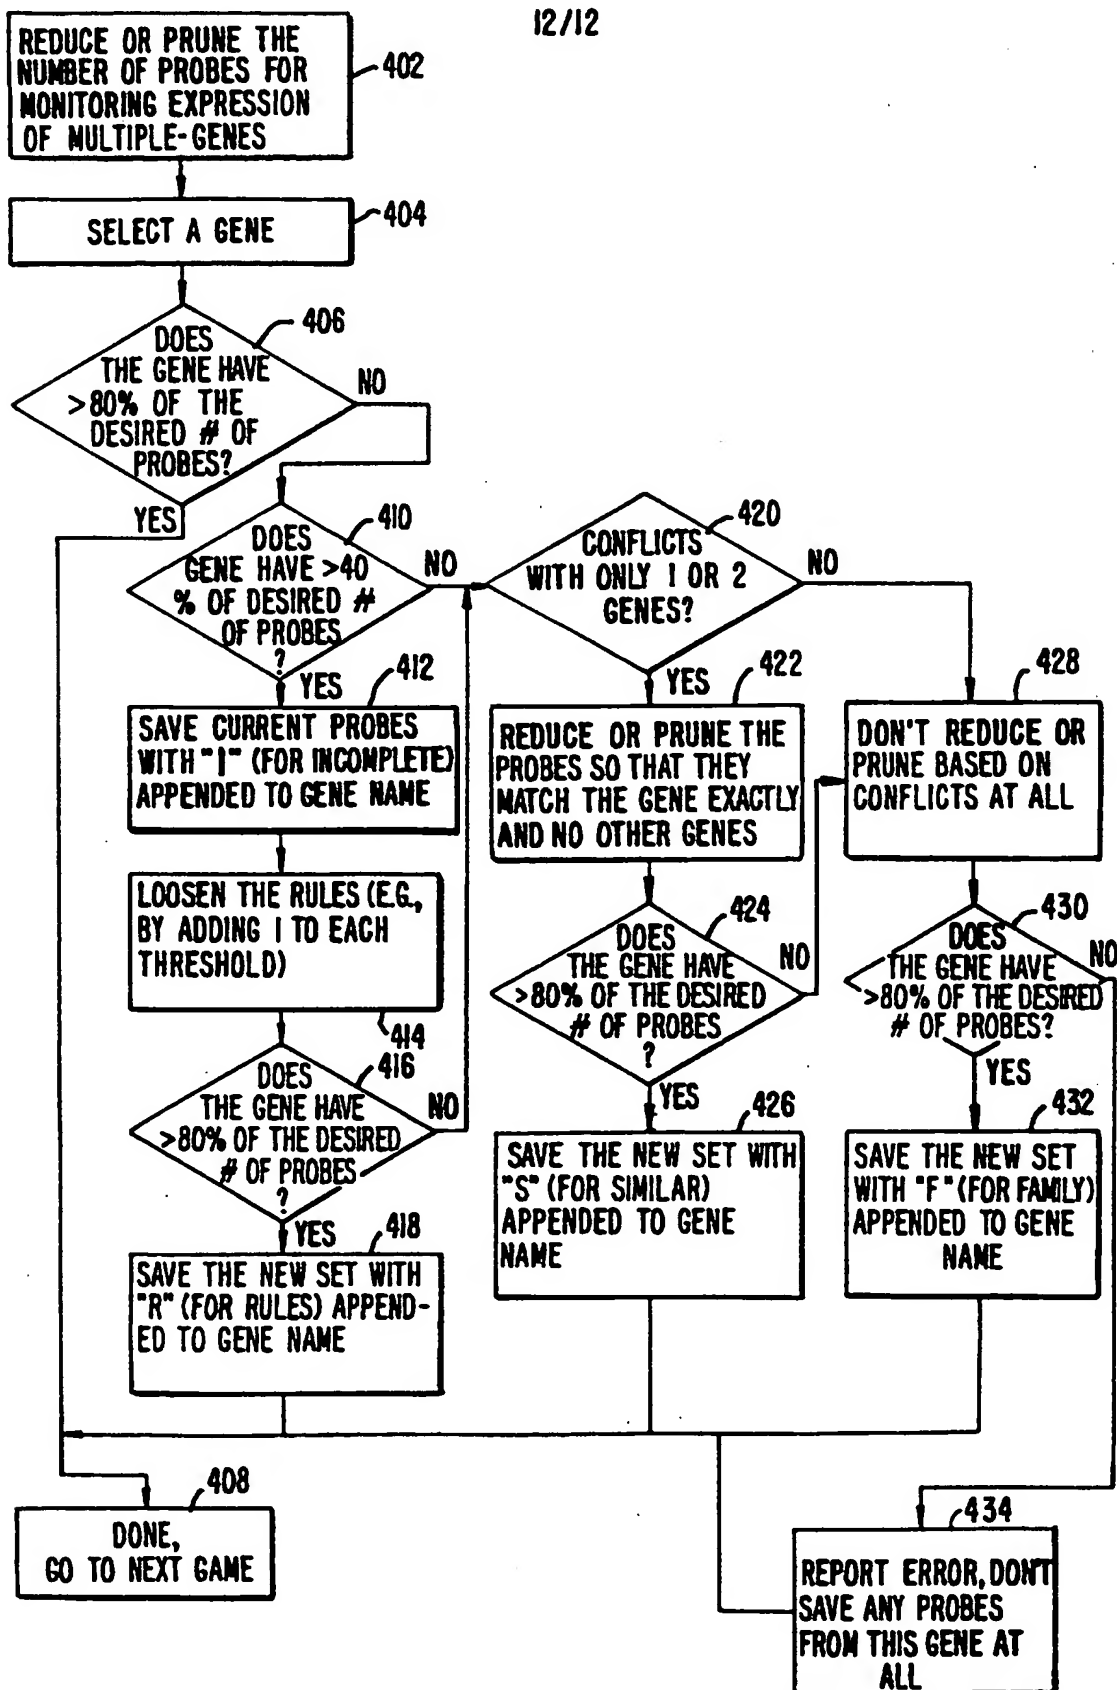 12/12
REDUCE OR PRUNE THE
NUMBER OF PROBES FOR
MONITORING EXPRESSION
OF MULTIPLE-GENES
402
SELECT A GENE
404
406
DOES
THE GENE HAVE
>80% OF THE
DESIRED # OF
PROBES?
NO
YES
410
DOES
GENE HAVE >40
% OF DESIRED #
OF PROBES
?
NO
YES
412
SAVE CURRENT PROBES
WITH "I" (FOR INCOMPLETE)
APPENDED TO GENE NAME
LOOSEN THE RULES (E.G.,
BY ADDING 1 TO EACH
THRESHOLD)
414
416
DOES
THE GENE HAVE
>80% OF THE DESIRED
# OF PROBES
?
NO
YES
418
SAVE THE NEW SET WITH
"R" (FOR RULES) APPEND-
ED TO GENE NAME
420
CONFLICTS
WITH ONLY 1 OR 2
GENES?
NO
YES
422
REDUCE OR PRUNE THE
PROBES SO THAT THEY
MATCH THE GENE EXACTLY
AND NO OTHER GENES
424
DOES
THE GENE HAVE
>80% OF THE DESIRED
# OF PROBES
?
NO
YES
426
SAVE THE NEW SET WITH
"S" (FOR SIMILAR)
APPENDED TO GENE
NAME
428
DON'T REDUCE OR
PRUNE BASED ON
CONFLICTS AT ALL
430
DOES
THE GENE HAVE
>80% OF THE DESIRED
# OF PROBES?
NO
YES
432
SAVE THE NEW SET
WITH "F" (FOR FAMILY)
APPENDED TO GENE
NAME
408
DONE,
GO TO NEXT GAME
434
REPORT ERROR, DON'T
SAVE ANY PROBES
FROM THIS GENE AT
ALL